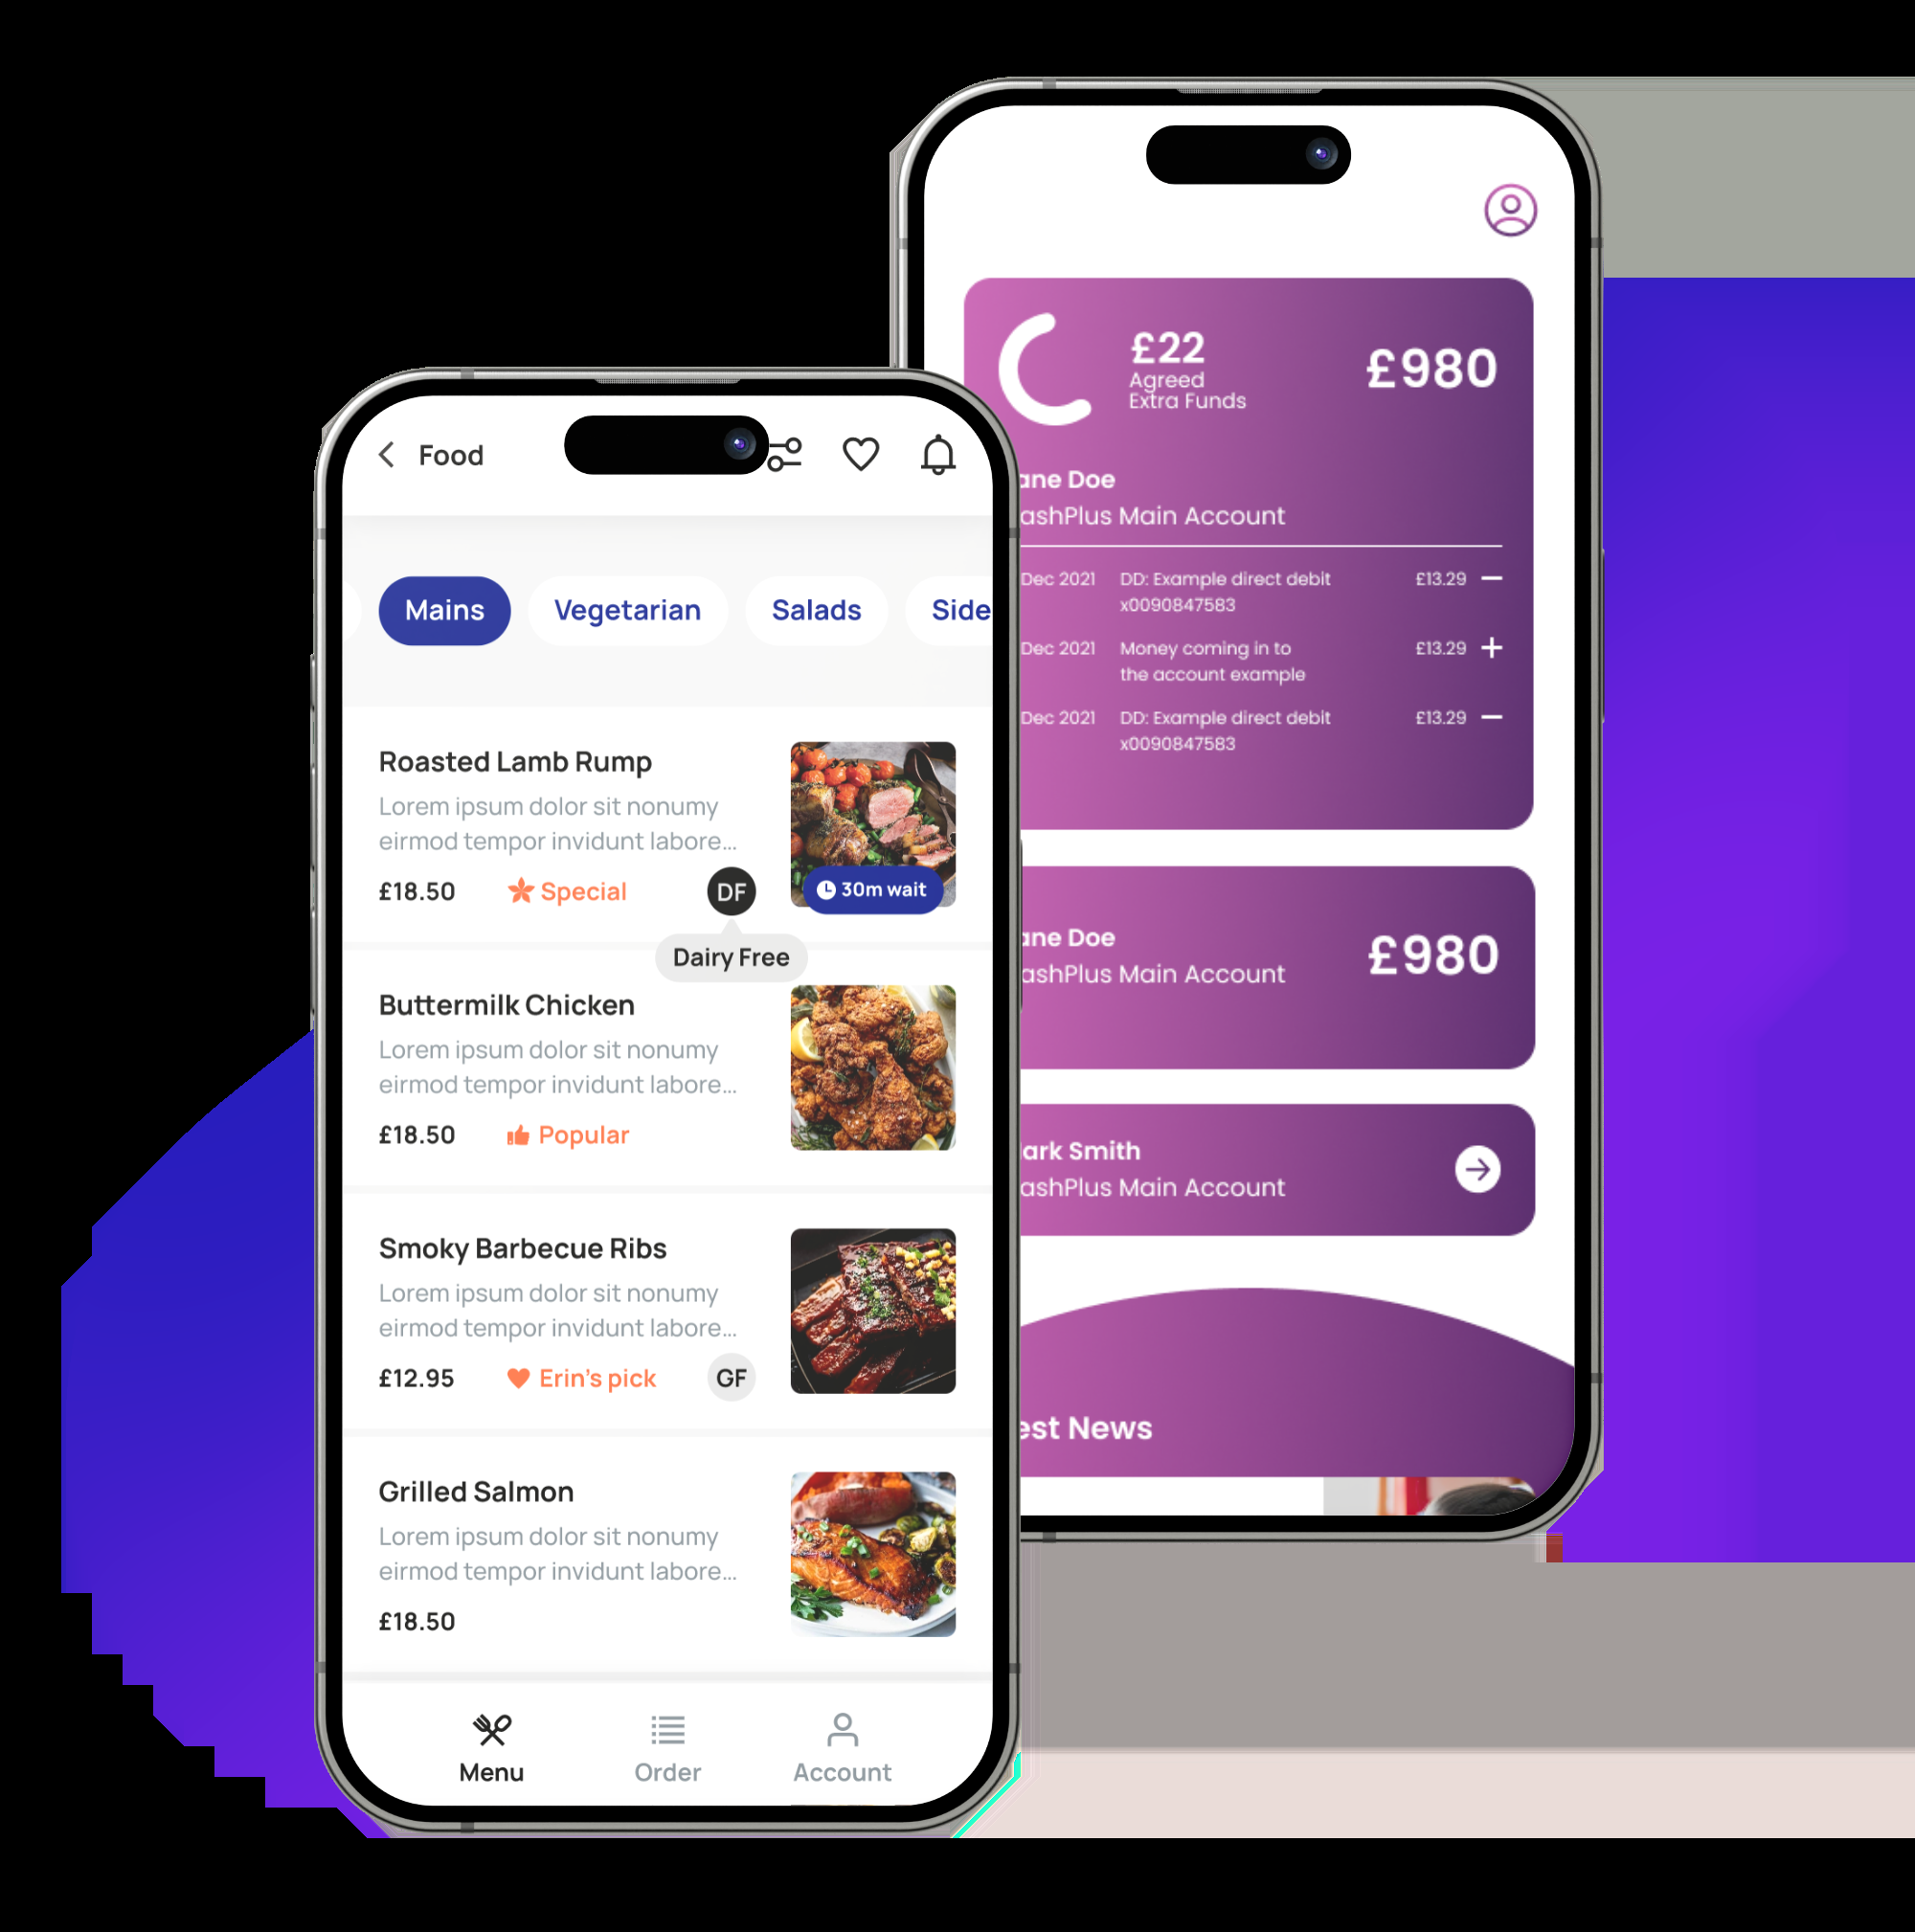 Food
Mains
Vegetarian
Salads
Side
Roasted Lamb Rump
Lorem ipsum dolor sit nonumy
eirmod tempor invidunt labore...
£18.50
Special
DF
30m wait
Dairy Free
Buttermilk Chicken
Lorem ipsum dolor sit nonumy
eirmod tempor invidunt labore...
£18.50
Popular
Smoky Barbecue Ribs
Lorem ipsum dolor sit nonumy
eirmod tempor invidunt labore...
£12.95
Erin's pick
GF
Grilled Salmon
Lorem ipsum dolor sit nonumy
eirmod tempor invidunt labore...
£18.50
Menu
Order
Account
£22
Agreed
Extra Funds
£980
ane Doe
ashPlus Main Account
Dec 2021
DD: Example direct debit
x0090847583
£13.29 −
Dec 2021
Money coming in to
the account example
£13.29 +
Dec 2021
DD: Example direct debit
x0090847583
£13.29 −
ane Doe
ashPlus Main Account
£980
ark Smith
ashPlus Main Account
est News